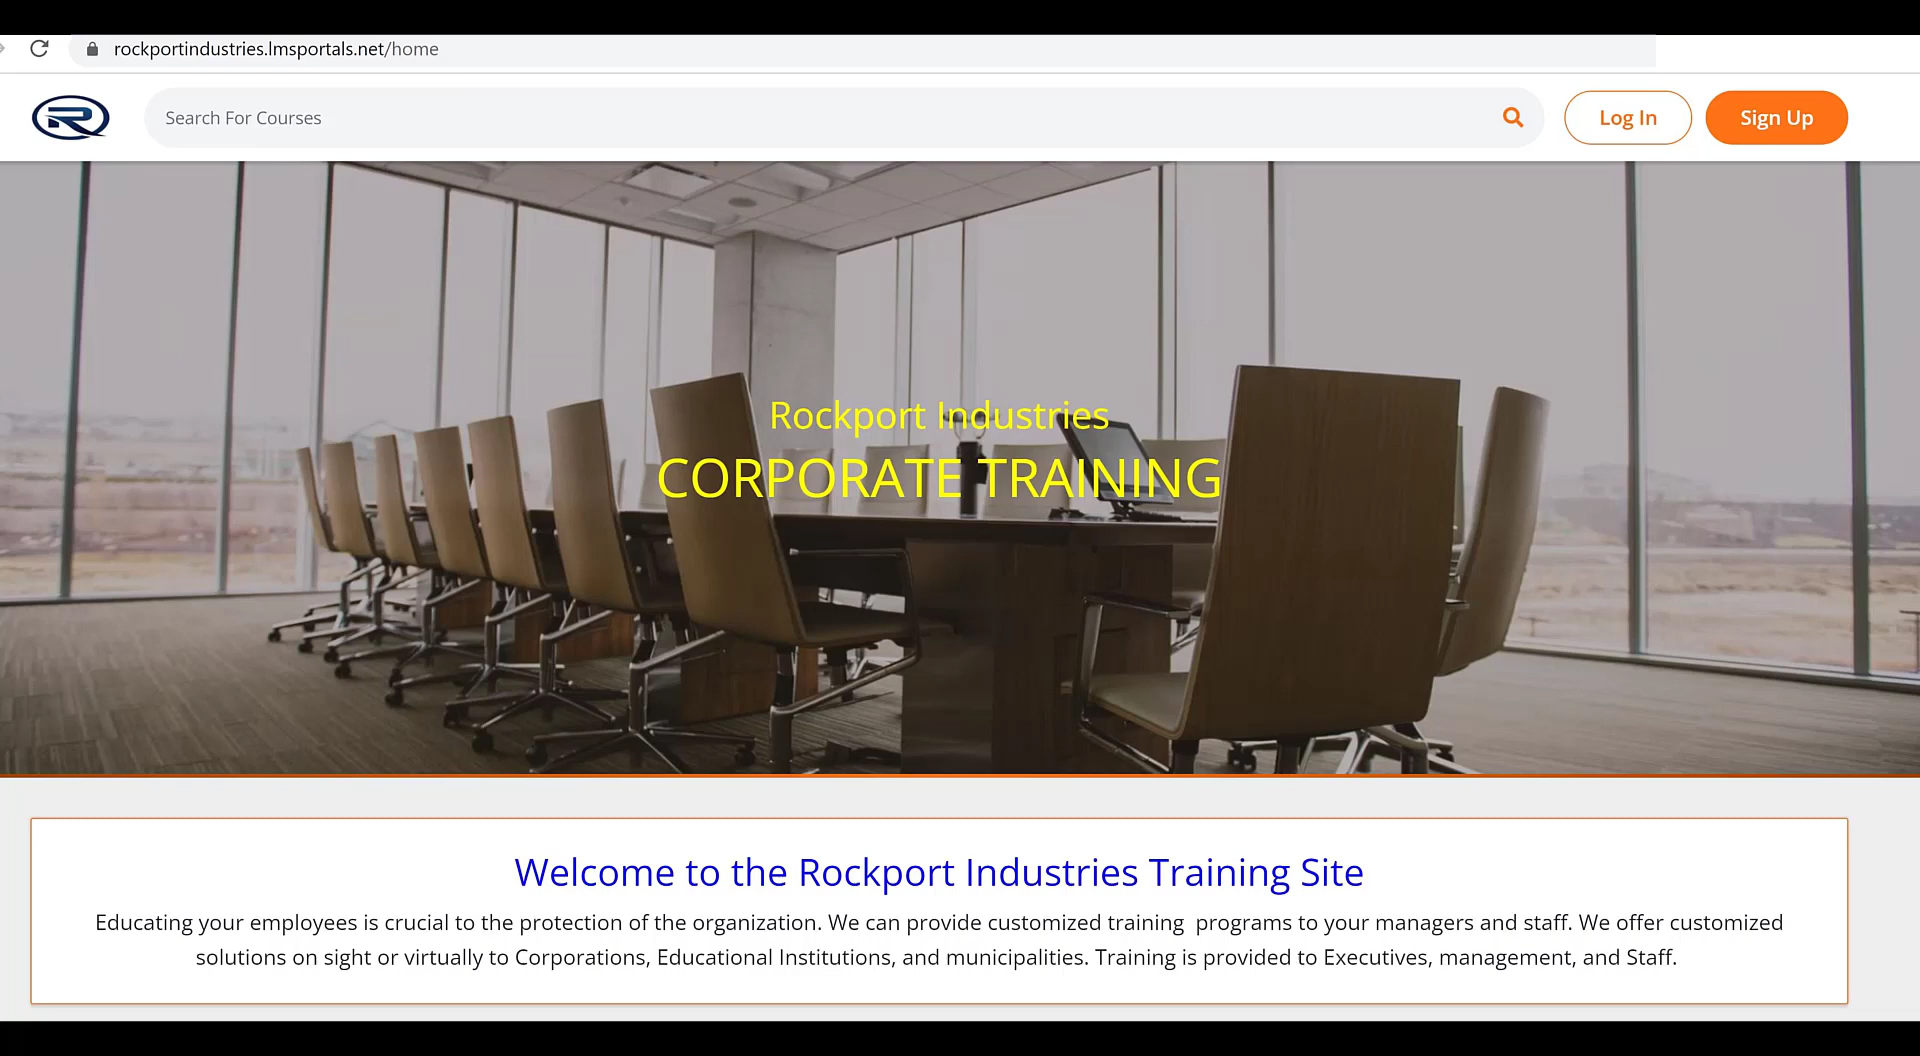 rockportindustries.lmsportals.net/home
Search For Courses
Log In
Sign Up
Rockport Industries
CORPORATE TRAINING
Welcome to the Rockport Industries Training Site
Educating your employees is crucial to the protection of the organization. We can provide customized training  programs to your managers and staff. We offer customized
solutions on sight or virtually to Corporations, Educational Institutions, and municipalities. Training is provided to Executives, management, and Staff.